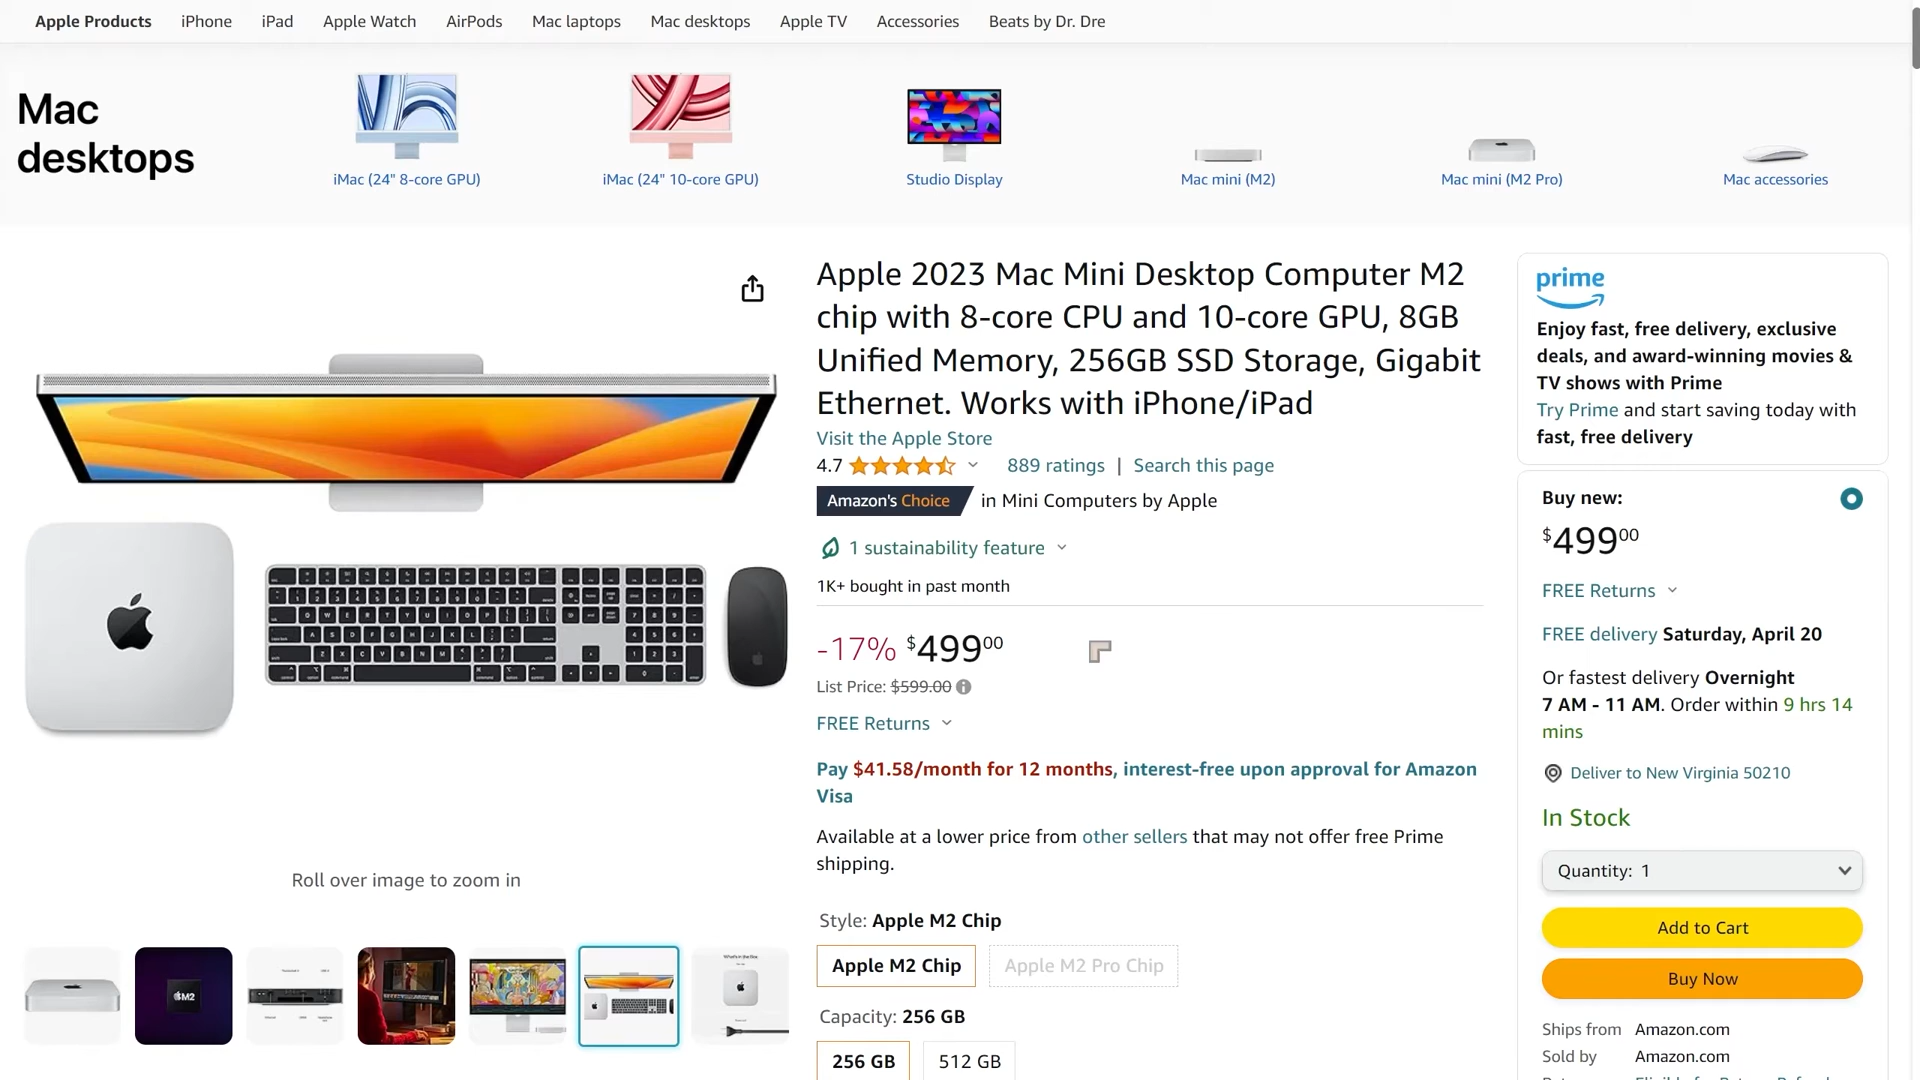 Apple Products iPhone iPad Apple Watch AirPods Mac laptops Mac desktops Apple TV Accessories Beats by Dr. Dre
Mac
desktops
iMac (24" 8-core GPU) iMac (24" 10-core GPU) Studio Display Mac mini (M2) Mac mini (M2 Pro) Mac accessories
Roll over image to zoom in
M2
Apple 2023 Mac Mini Desktop Computer M2
chip with 8-core CPU and 10-core GPU, 8GB
Unified Memory, 256GB SSD Storage, Gigabit
Ethernet. Works with iPhone/iPad
Visit the Apple Store
4.7 889 ratings | Search this page
Amazon's Choice in Mini Computers by Apple
1 sustainability feature
1K+ bought in past month
-17% $49900
List Price: $599.00
FREE Returns
Pay $41.58/month for 12 months, interest-free upon approval for Amazon
Visa
Available at a lower price from other sellers that may not offer free Prime
shipping.
Style: Apple M2 Chip
Apple M2 Chip Apple M2 Pro Chip
Capacity: 256 GB
256 GB 512 GB
prime
Enjoy fast, free delivery, exclusive
deals, and award-winning movies &
TV shows with Prime
Try Prime and start saving today with
fast, free delivery
Buy new:
$49900
FREE Returns
FREE delivery Saturday, April 20
Or fastest delivery Overnight
7 AM - 11 AM. Order within 9 hrs 14
mins
Deliver to New Virginia 50210
In Stock
Quantity: 1
Add to Cart
Buy Now
Ships from Amazon.com
Sold by Amazon.com